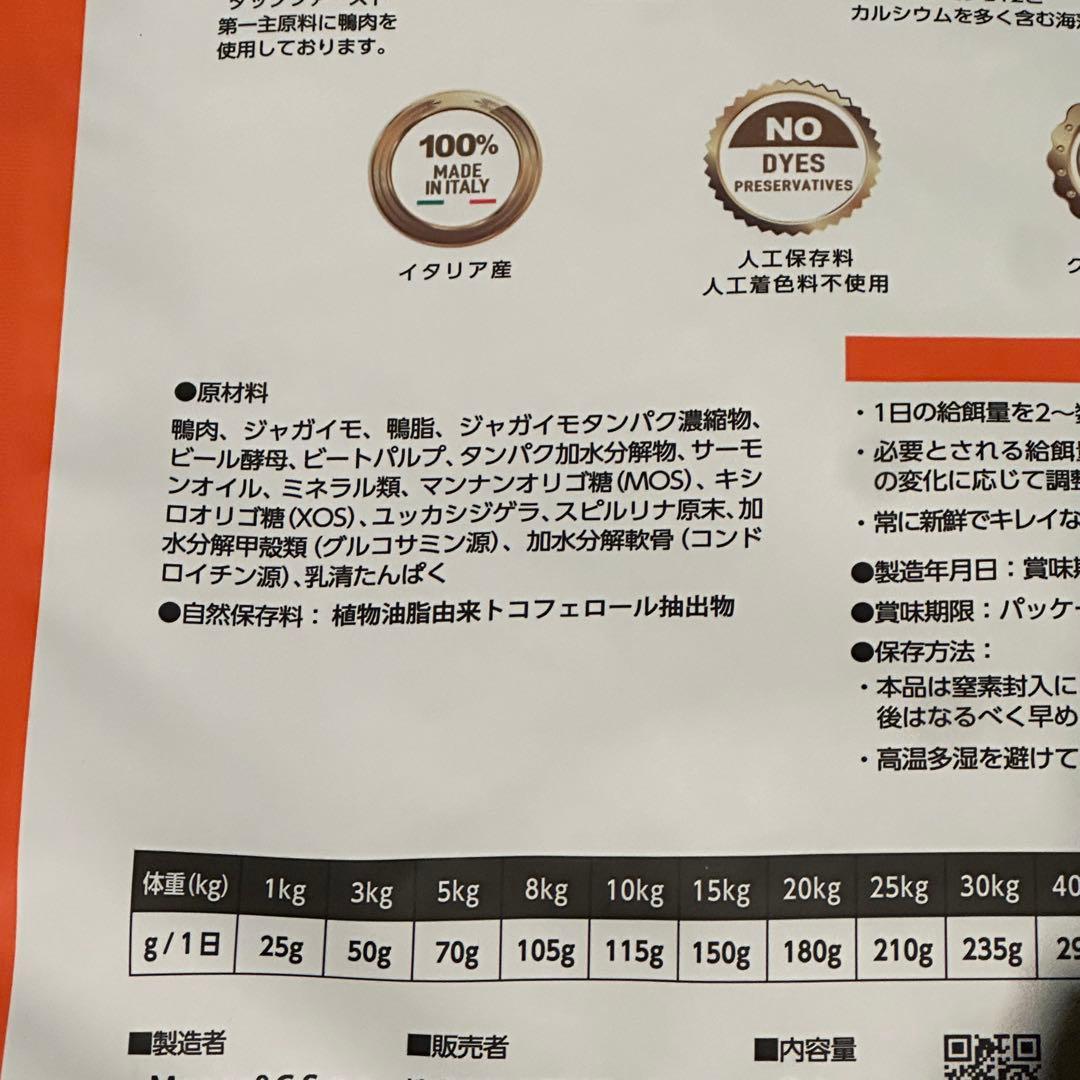 ダックファースト
第一主原料に鴨肉を
使用しております。
カルシウムを多く含む海
100%
MADE
IN ITALY
イタリア産
NO
DYES
PRESERVATIVES
人工保存料
人工着色料不使用
●原材料
鴨肉、ジャガイモ、鴨脂、ジャガイモタンパク濃縮物、
ビール酵母、ビートパルプ、タンパク加水分解物、サーモ
ンオイル、ミネラル類、マンナンオリゴ糖(MOS)、キシ
ロオリゴ糖(XOS)、ユッカシジゲラ、スピルリナ原末、加
水分解甲殻類(グルコサミン源)、加水分解軟骨(コンド
ロイチン源)、乳清たんぱく
●自然保存料：植物油脂由来トコフェロール抽出物
・1日の給餌量を2〜
・必要とされる給餌量
の変化に応じて調整
・常に新鮮でキレイな
●製造年月日：賞味期
●賞味期限：パッケー
●保存方法：
・本品は窒素封入に
後はなるべく早め
・高温多湿を避けて
体重(kg) 1kg 3kg 5kg 8kg 10kg 15kg 20kg 25kg 30kg 40
g/1日 25g 50g 70g 105g 115g 150g 180g 210g 235g 29
■製造者
■販売者
■内容量